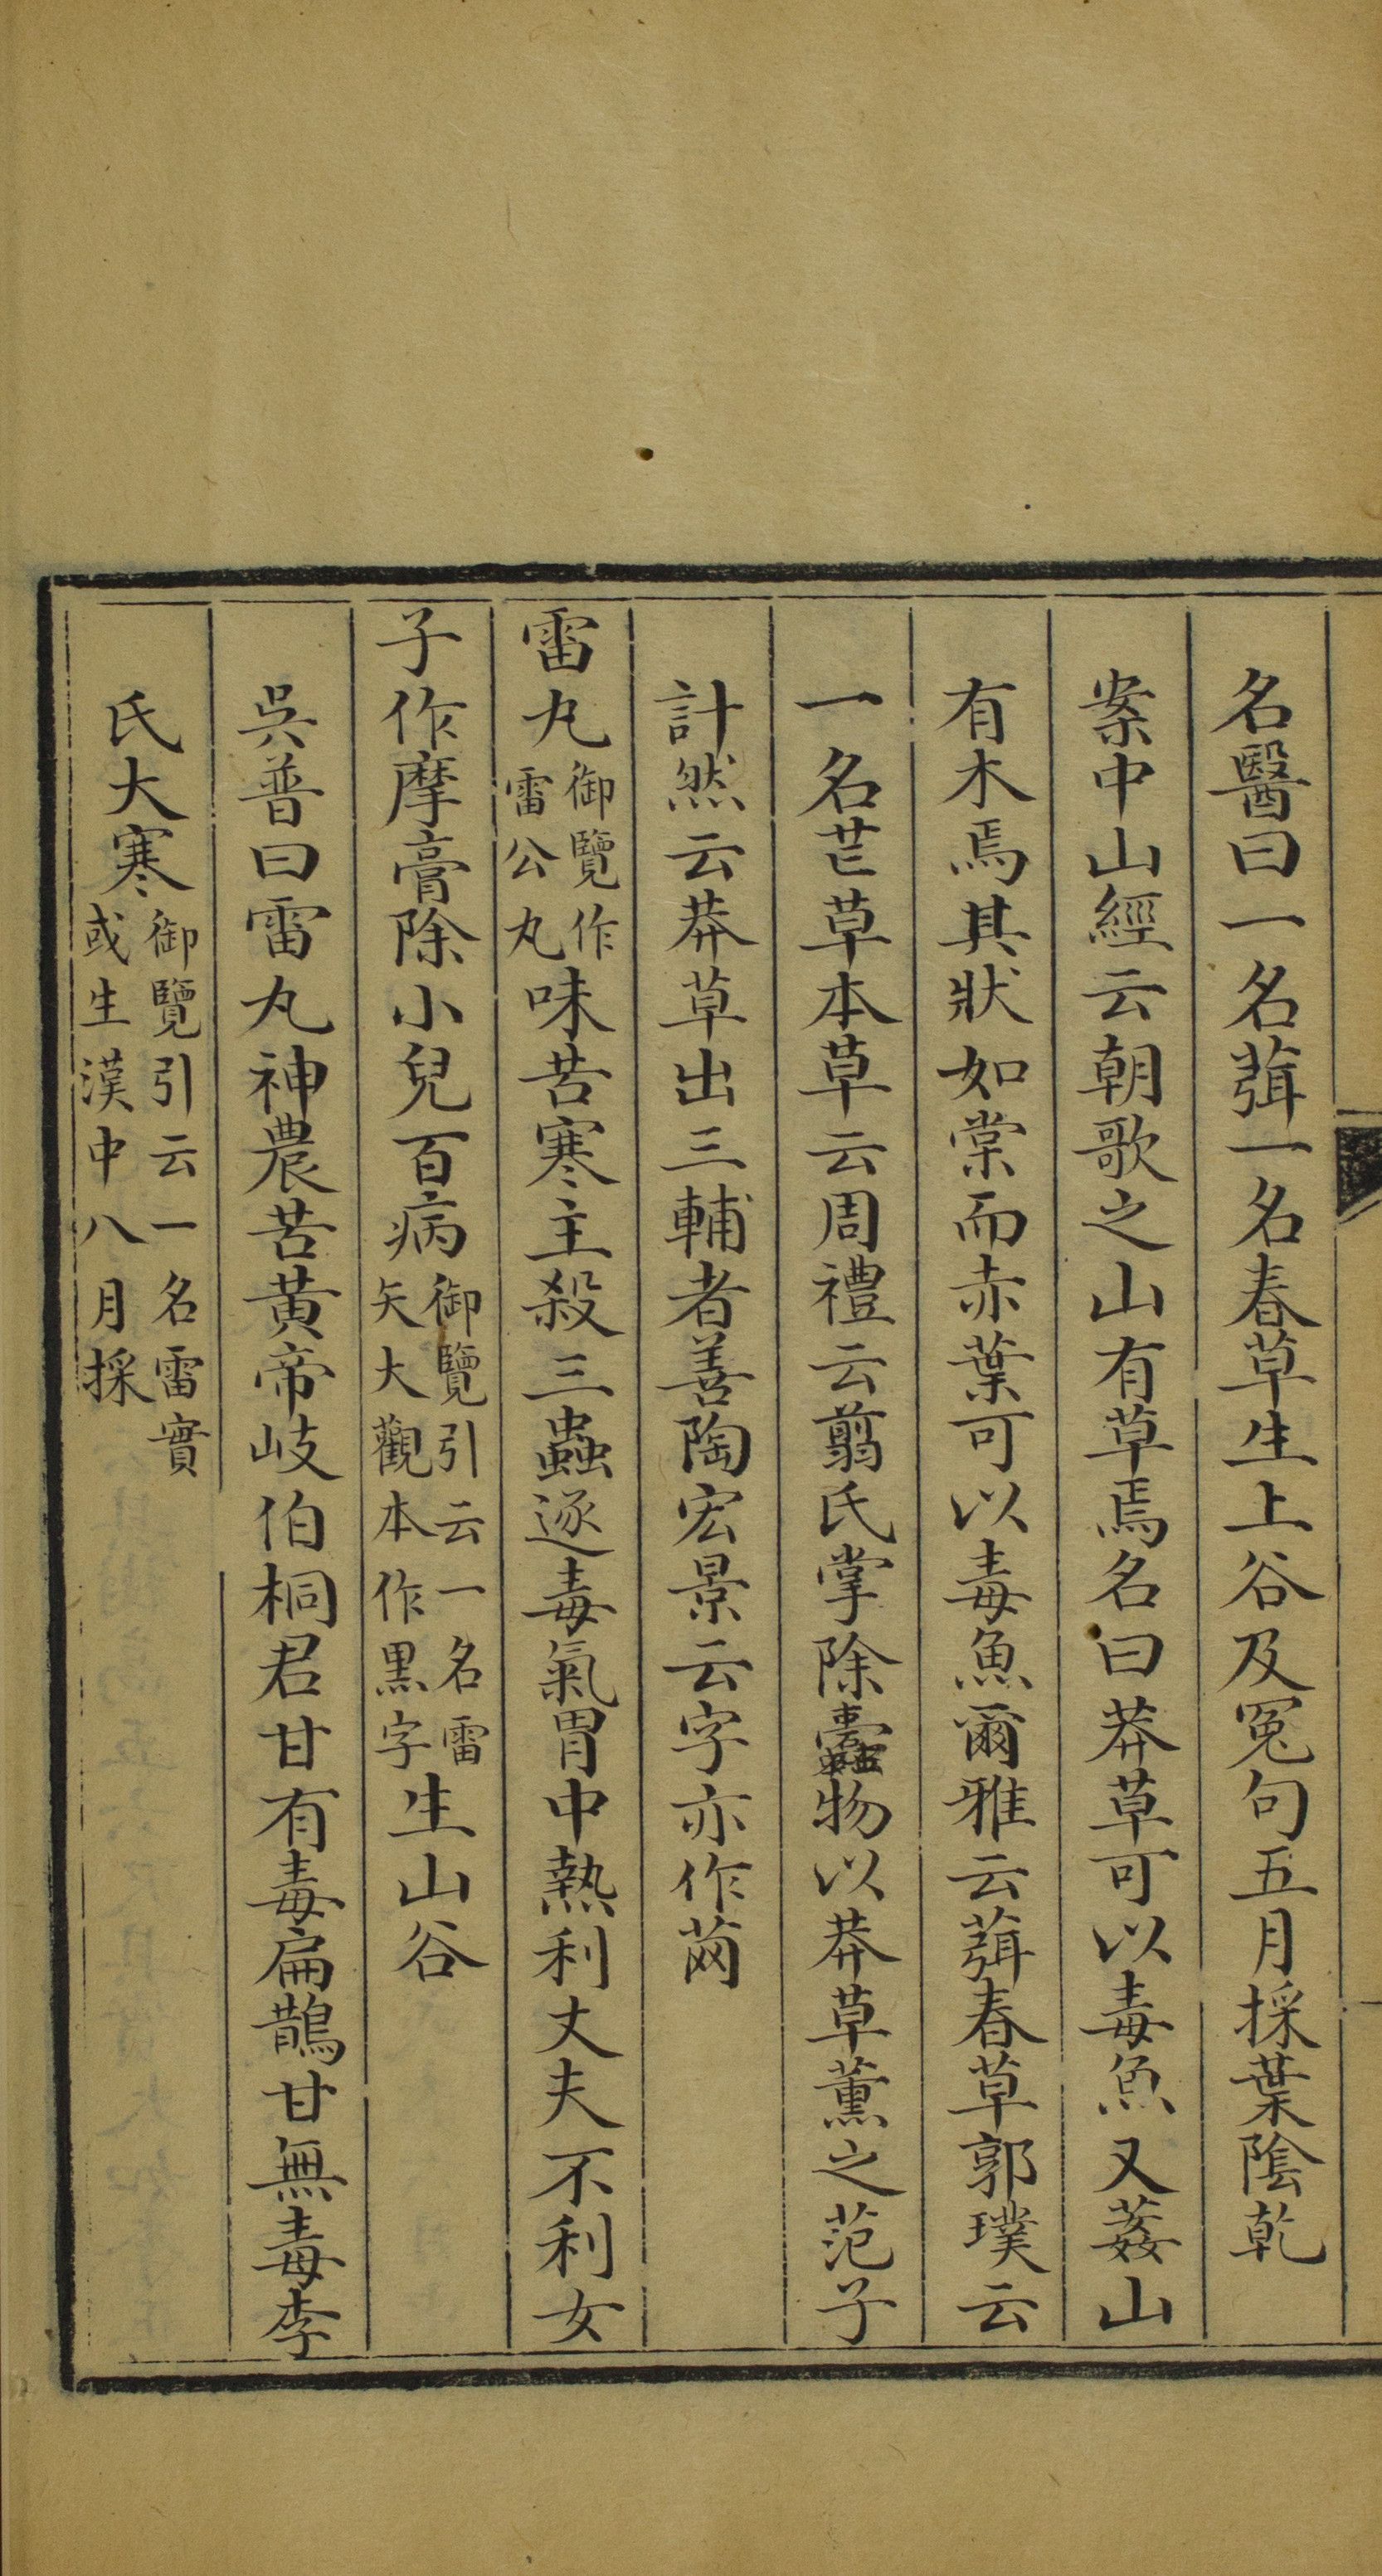 名醫曰一名葞一名春草生上谷及冤句五月採葉陰乾
案中山經云朝歌之山有草焉名曰莽草可以毒魚又葌山
有木焉其狀如棠而赤葉可以毒魚爾雅云葞春草郭璞云
一名芒草本草云周禮云翦氏掌除蠹物以莽草薰之范子
計然云莽草出三輔者善陶宏景云字亦作䒽
雷丸御覽作雷公丸味苦寒主殺三蟲逐毒氣胃中熱利丈夫不利女
子作摩膏除小兒百病御覽引云一名雷矢大觀本作黑字生山谷
吳普曰雷丸神農苦黃帝岐伯桐君甘有毒扁鵲甘無毒李
氏大寒御覽引云一名雷實或生漢中八月採